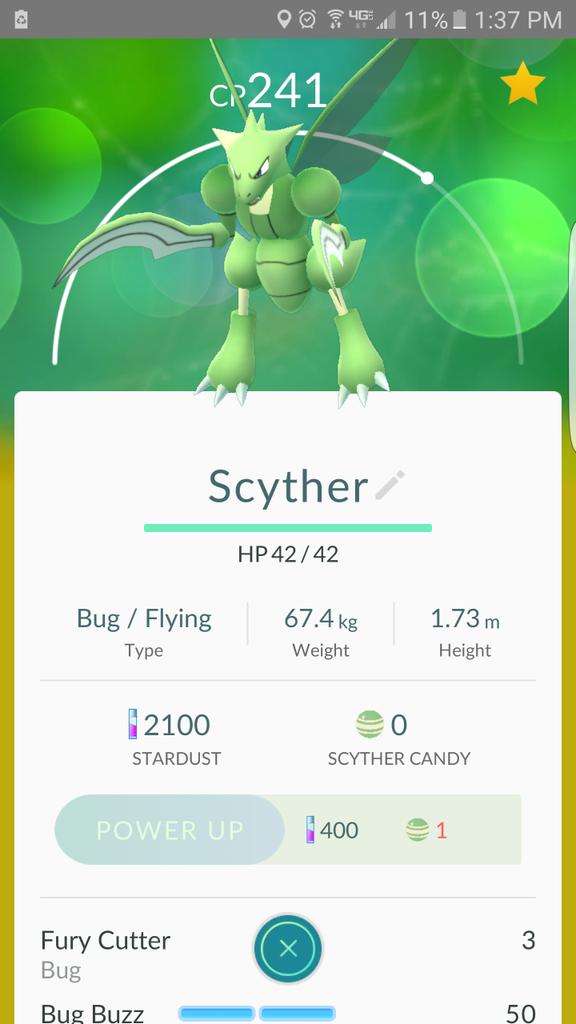 4G LTE 11% 1:37 PM
CP241
Scyther
HP 42 / 42
Bug / Flying 67.4 kg 1.73 m
Type Weight Height
2100 0
STARDUST SCYTHER CANDY
POWER UP 400 1
Fury Cutter 3
Bug
Bug Buzz 50